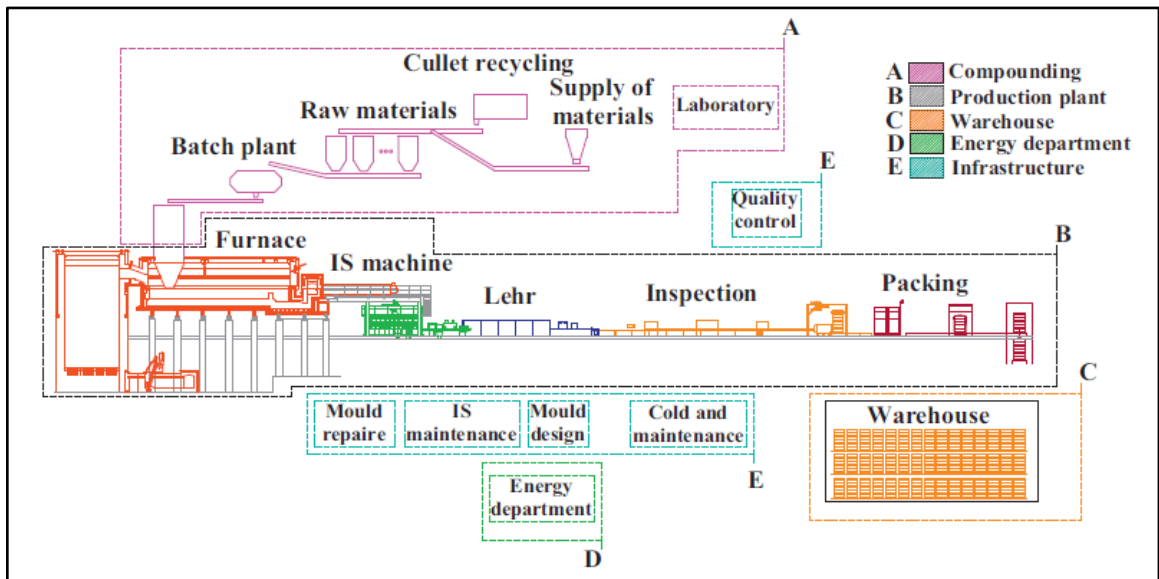 A
Cullet recycling
Supply of
materials
Raw materials
Laboratory
Batch plant
A Compounding
B Production plant
C Warehouse
D Energy department
E Infrastructure
E
Quality
control
B
Furnace
IS machine
Lehr
Inspection
Packing
C
Mould
repaire
IS
maintenance
Mould
design
Cold and
maintenance
E
Warehouse
Energy
department
D